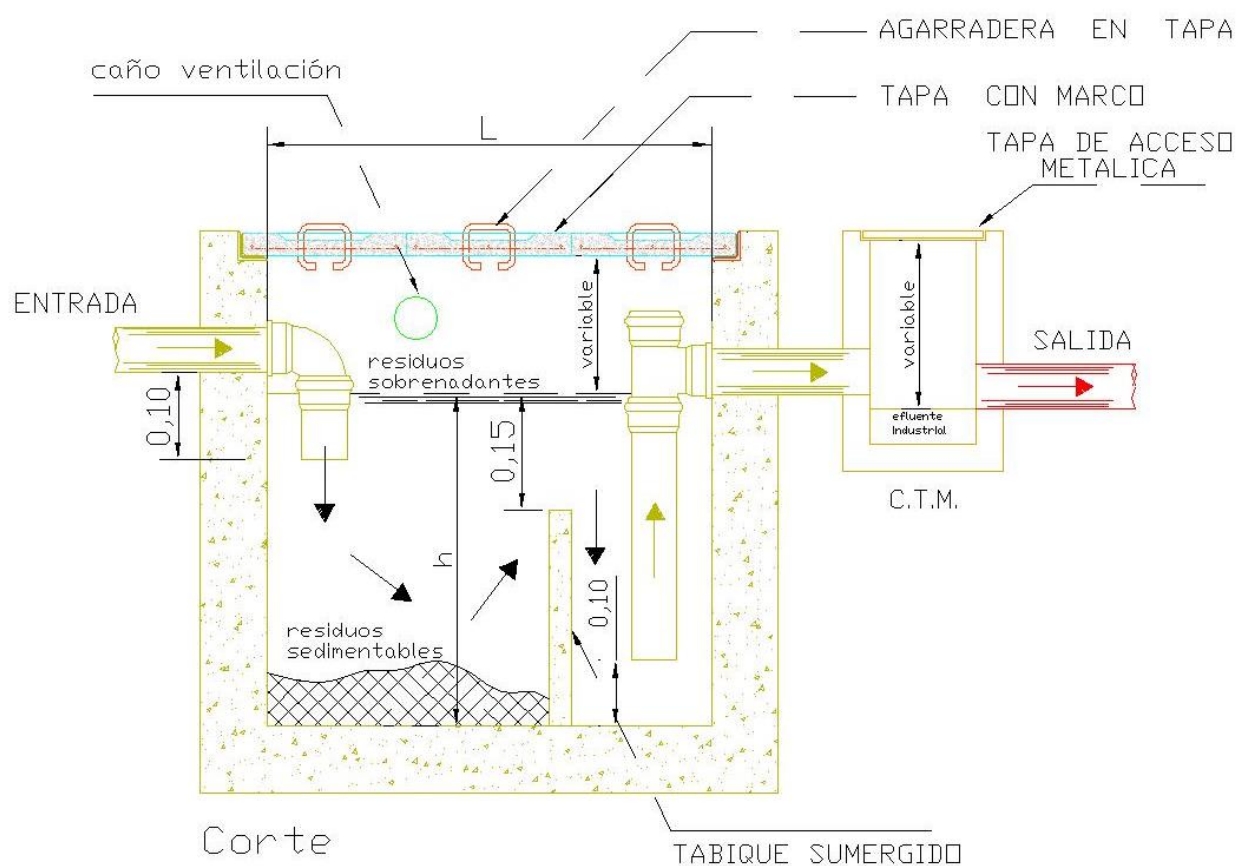 AGARRADERA EN TAPA
caño ventilación
TAPA CON MARCO
L
TAPA DE ACCESO
METALICA
ENTRADA
variable
variable
SALIDA
residuos
sobrenadantes
0,10
0,15
efluente
industrial
C.T.M.
h
0,10
residuos
sedimentables
Corte
TABIQUE SUMERGIDO